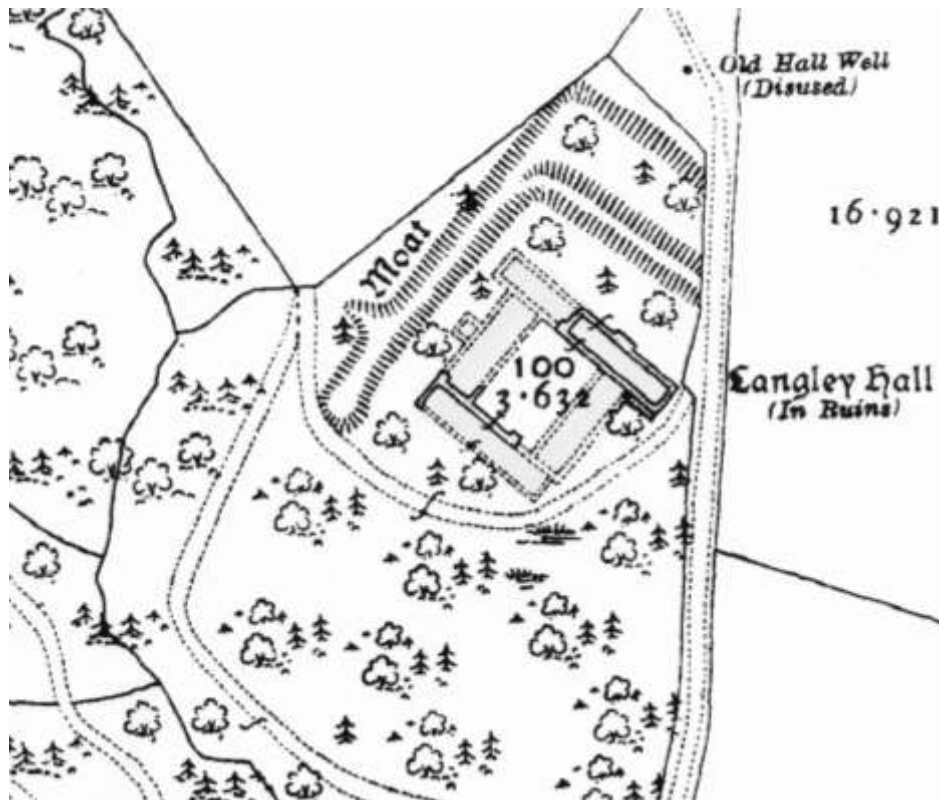 Old Hall Well
(Disused)
16·921
Moat
100
3·632
Langley Hall
(In Ruins)